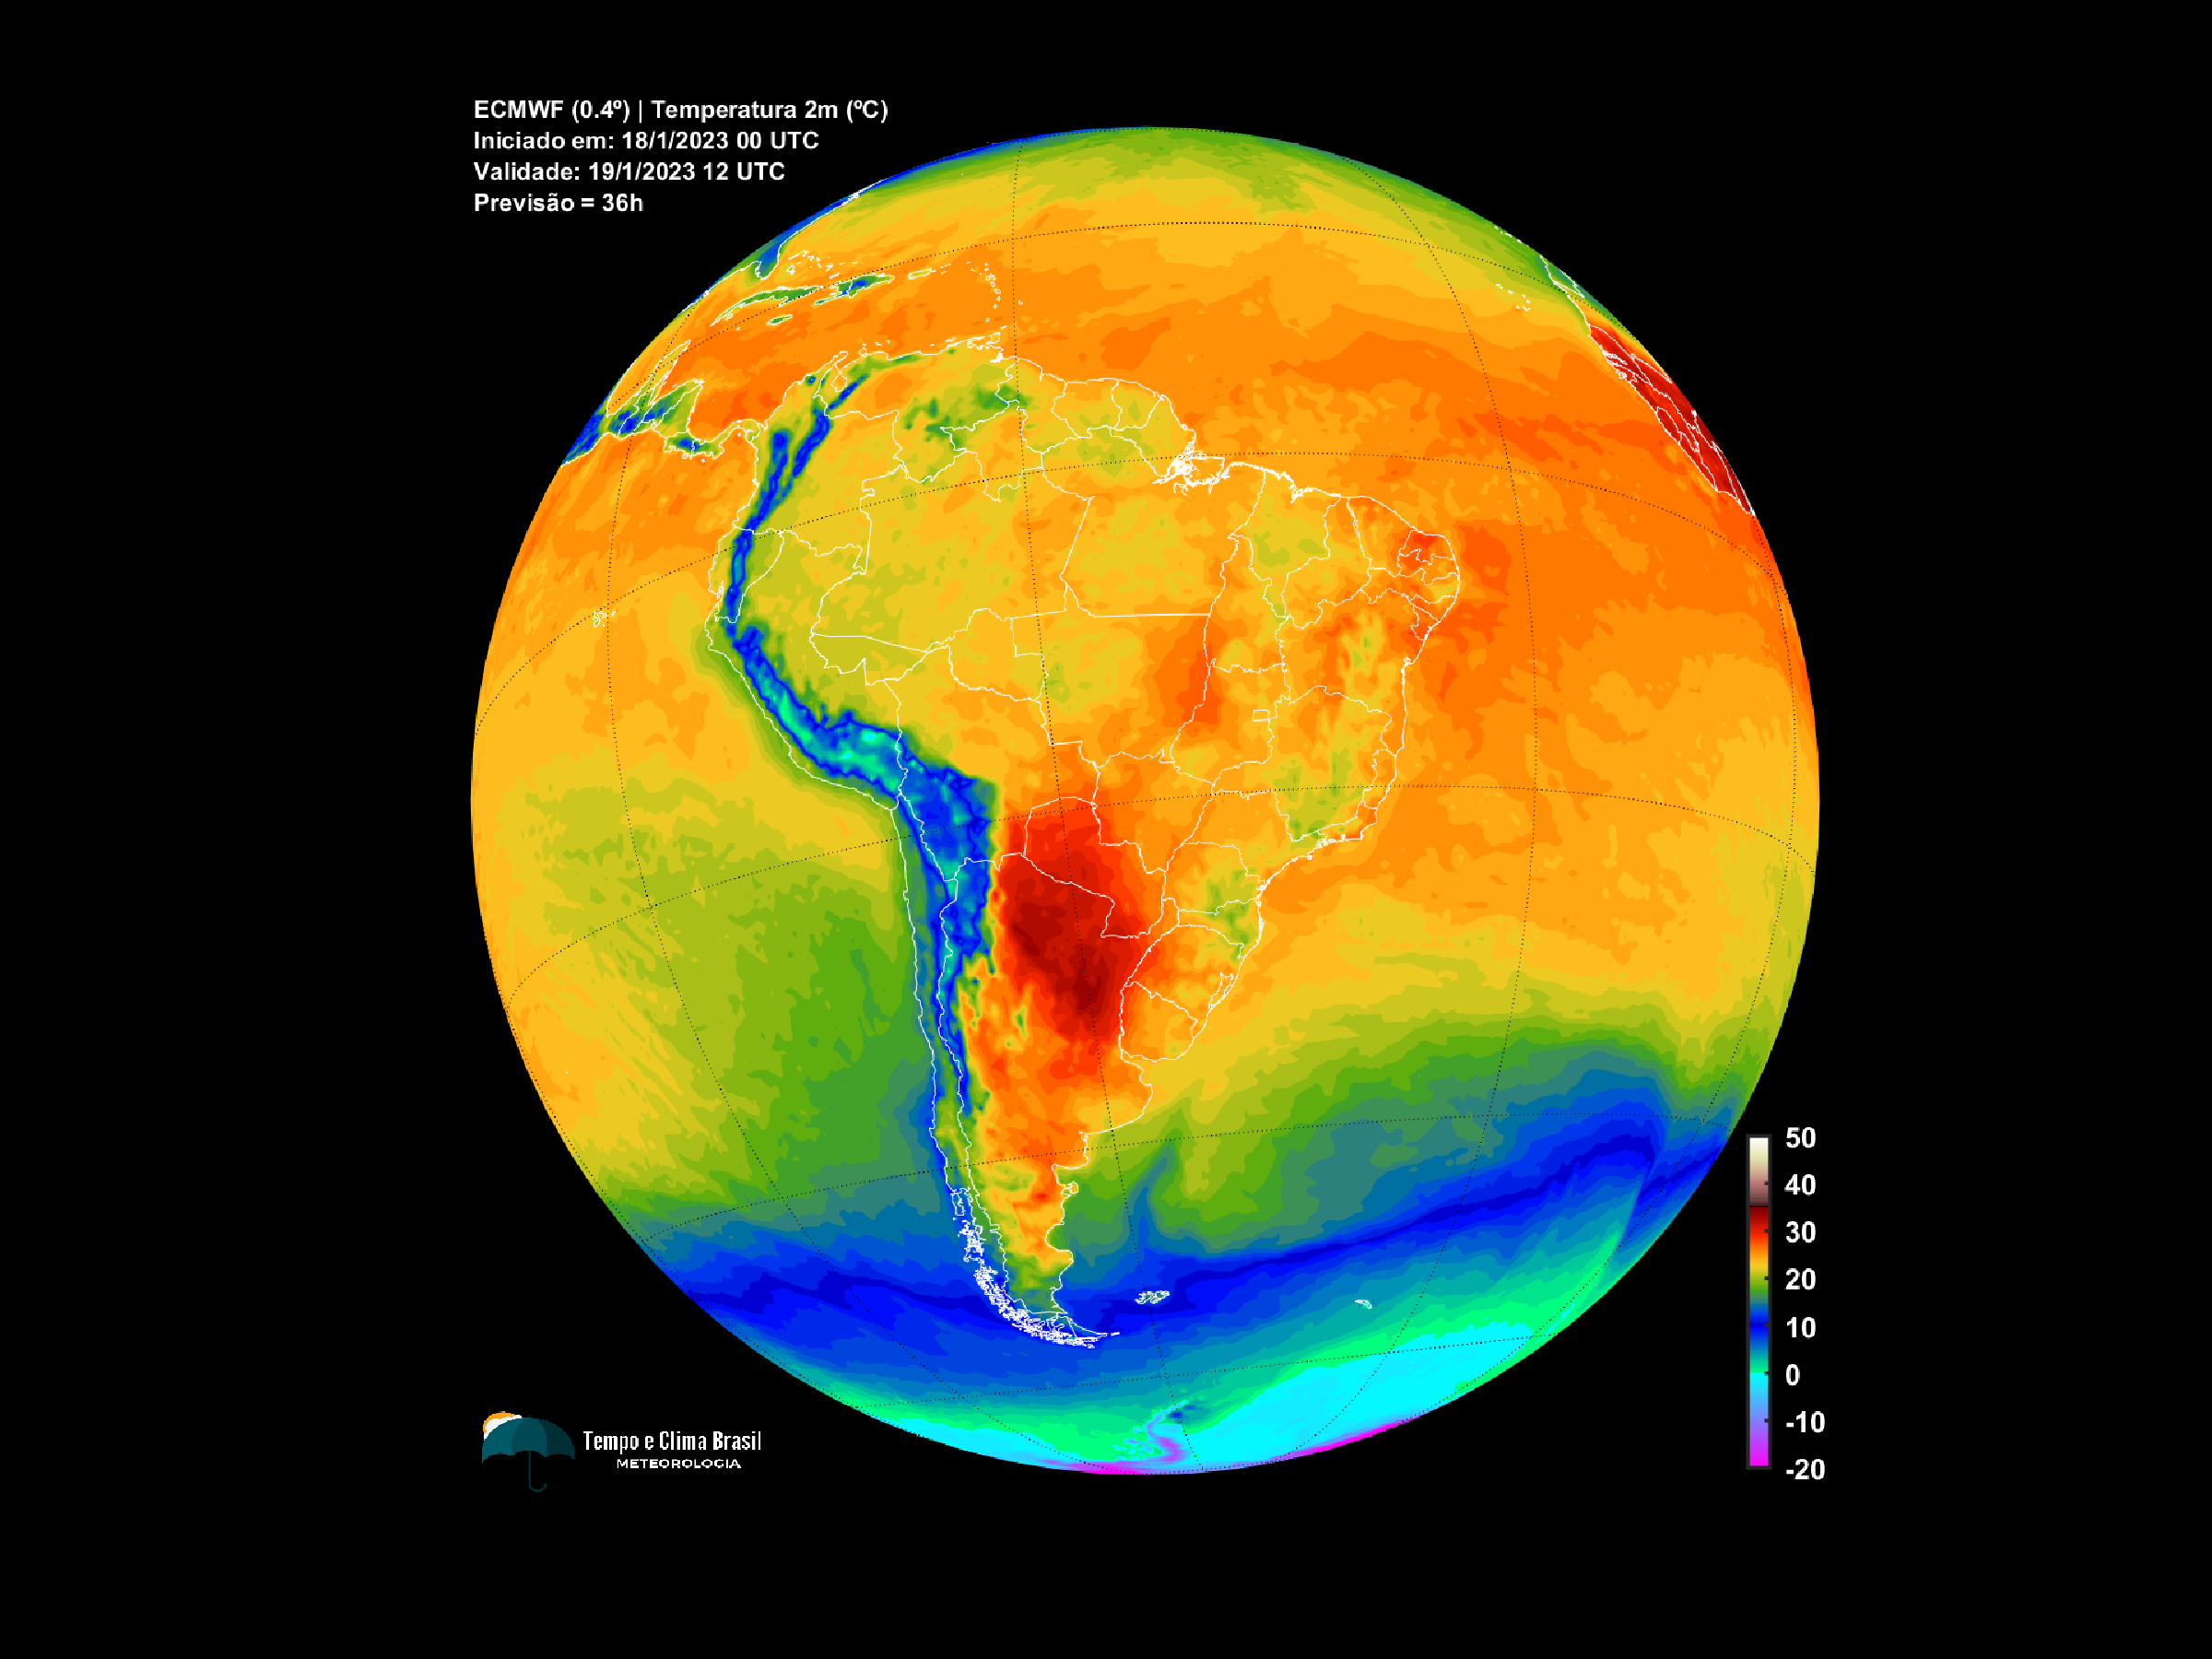 ECMWF (0.4º) | Temperatura 2m (ºC)
Iniciado em: 18/1/2023 00 UTC
Validade: 19/1/2023 12 UTC
Previsão = 36h
50
40
30
20
10
0
-10
-20
Tempo e Clima Brasil
METEOROLOGIA